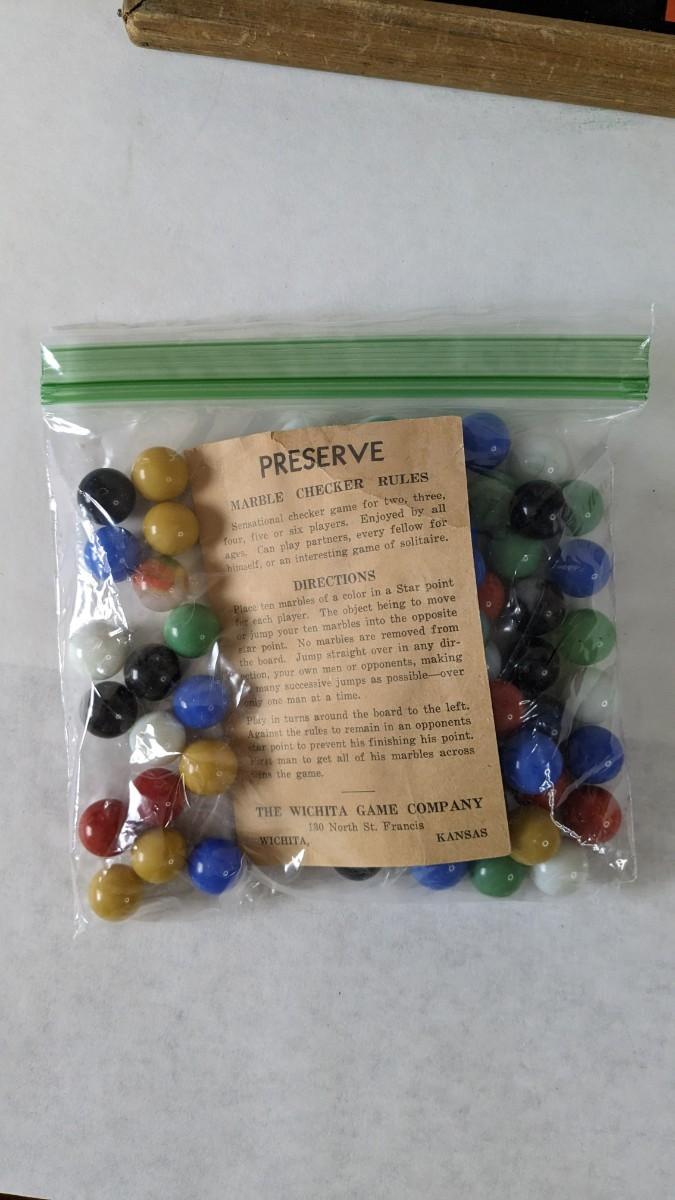 PRESERVE
MARBLE CHECKER RULES
Sensational checker game for two, three,
four, five or six players. Enjoyed by all
ages. Can play partners, every fellow for
himself, or an interesting game of solitaire.
DIRECTIONS
Place ten marbles of a color in a Star point
for each player. The object being to move
or jump your ten marbles into the opposite
star point. No marbles are removed from
the board. Jump straight over in any dir-
ection, your own men or opponents, making
many successive jumps as possible—over
only one man at a time.
Play in turns around the board to the left.
Against the rules to remain in an opponents
star point to prevent his finishing his point.
First man to get all of his marbles across
wins the game.
THE WICHITA GAME COMPANY
130 North St. Francis
WICHITA, KANSAS